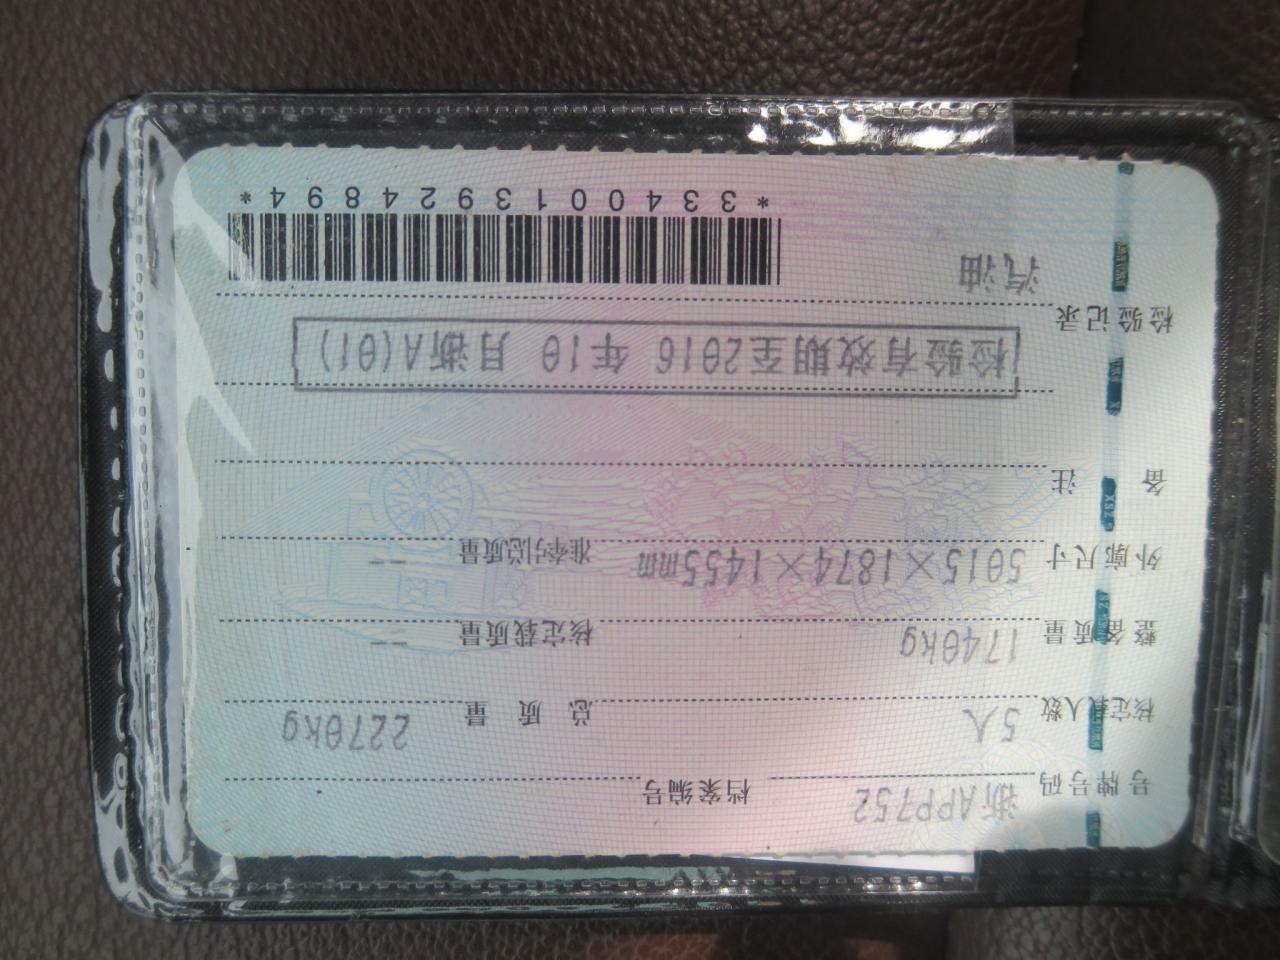 号牌号码 浙APP752 档案编号
核定载人数 5人 总质量 2270kg
整备质量 1740kg 核定载质量 --
外廓尺寸 5015×1874×1455mm 准牵引总质量 --
备注
检验有效期至2016 年10 月浙A(01)
检验记录
汽油
*3340013924894*